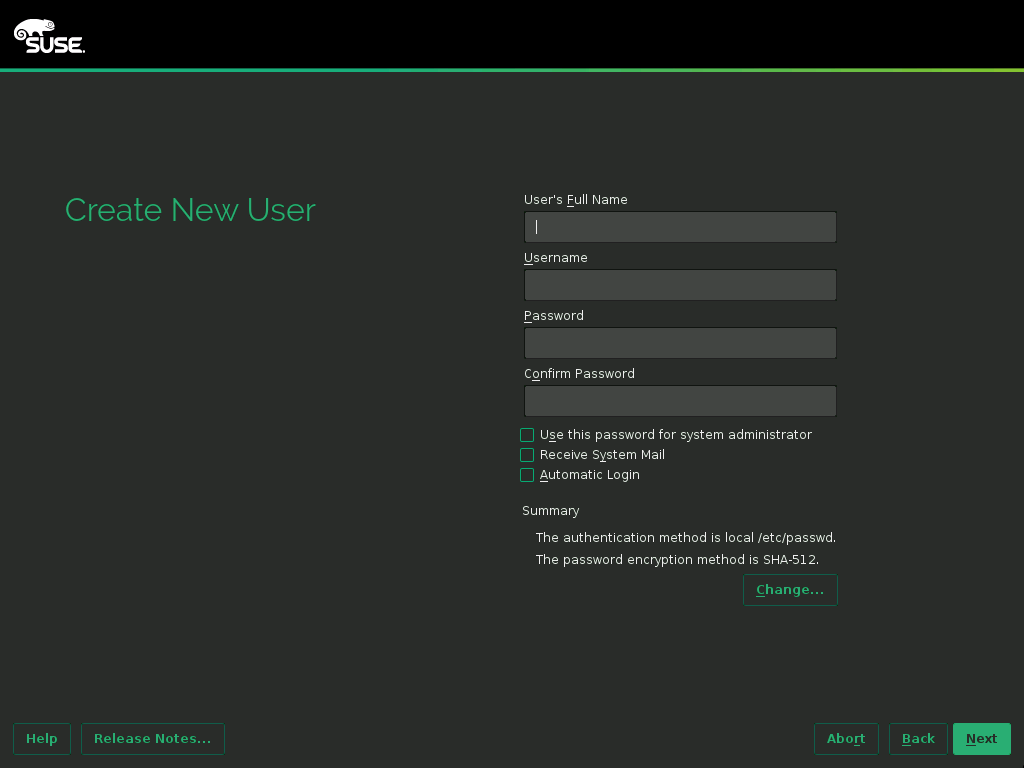 SUSE.
Create New User
User's Full Name
Username
Password
Confirm Password
Use this password for system administrator
Receive System Mail
Automatic Login
Summary
The authentication method is local /etc/passwd.
The password encryption method is SHA-512.
Change...
Help
Release Notes...
Abort
Back
Next